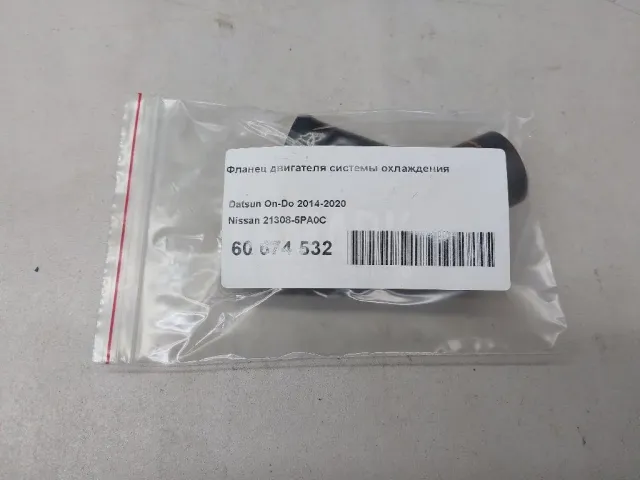 Фланец двигателя системы охлаждения
Datsun On-Do 2014-2020
Nissan 21308-5PA0C
60 674 532